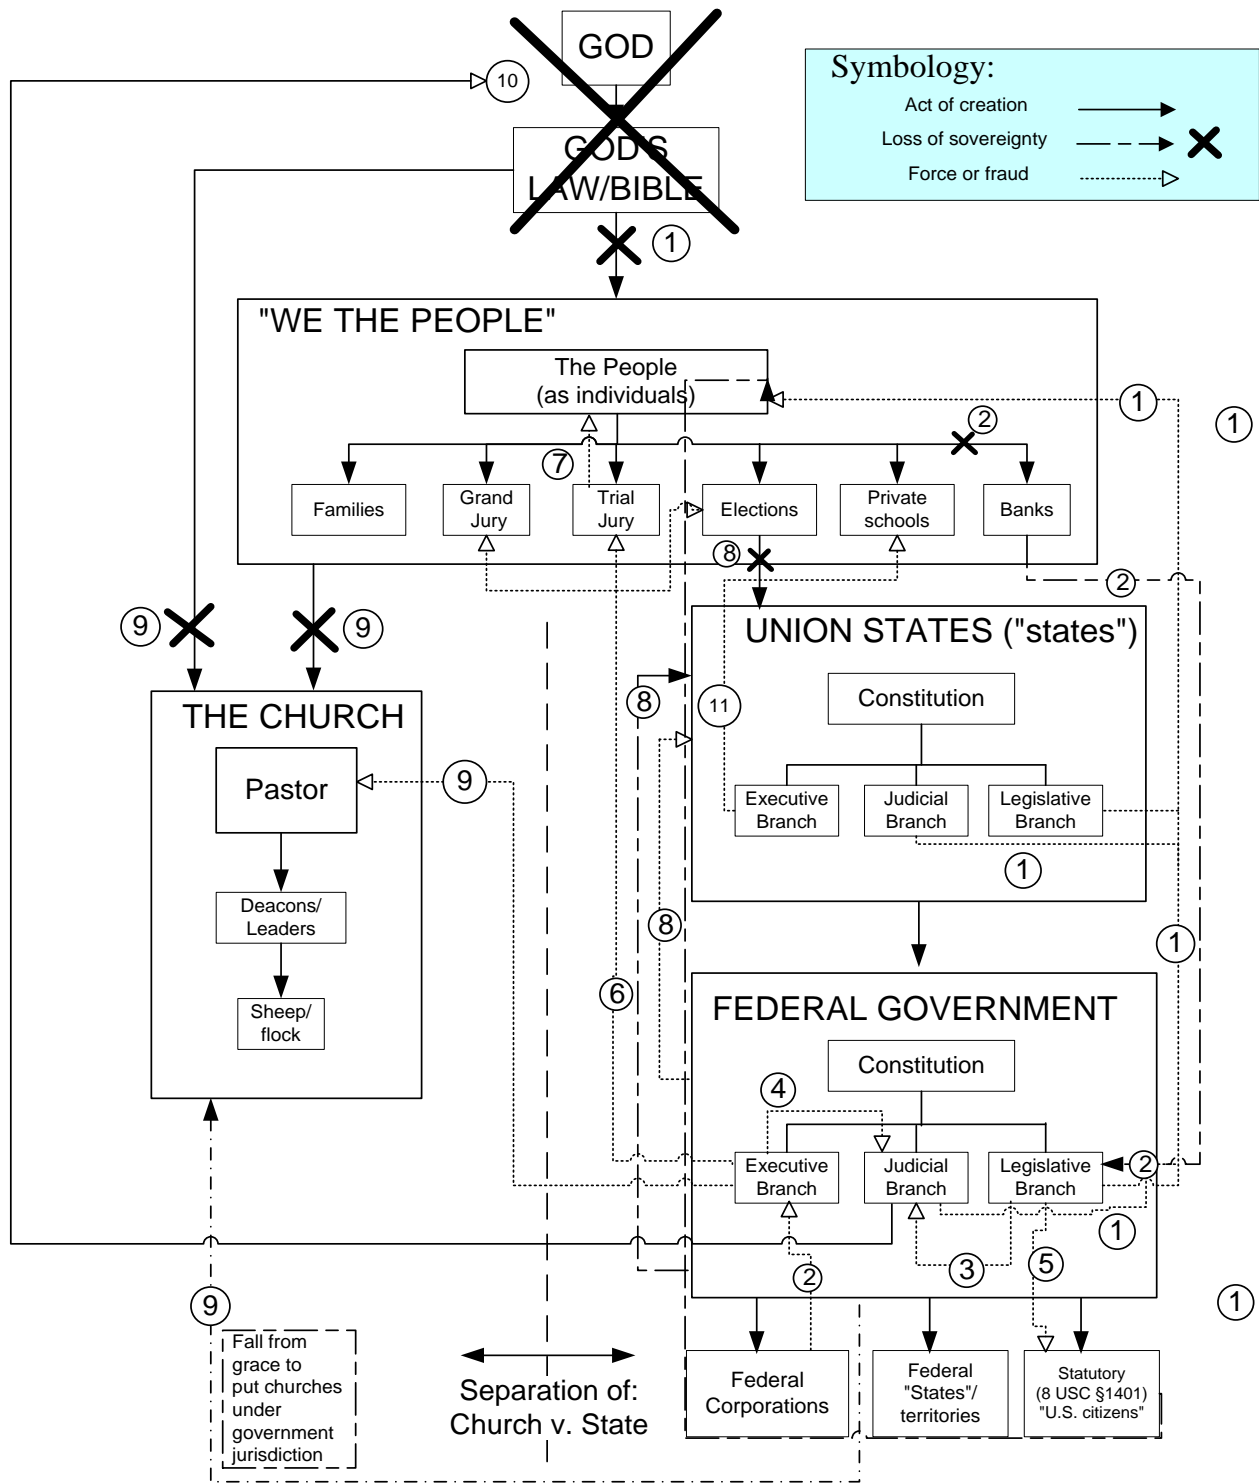 GOD
10
GOD'S
LAW/BIBLE
1
Symbology:
Act of creation
Loss of sovereignty
Force or fraud
"WE THE PEOPLE"
The People
(as individuals)
1
1
2
7
Families
Grand
Jury
Trial
Jury
Elections
Private
schools
Banks
8
2
9
9
UNION STATES ("states")
Constitution
8
11
Executive
Branch
Judicial
Branch
Legislative
Branch
1
THE CHURCH
Pastor
9
Deacons/
Leaders
Sheep/
flock
8
1
6
FEDERAL GOVERNMENT
Constitution
4
Executive
Branch
Judicial
Branch
Legislative
Branch
2
1
3
5
2
1
9
Fall from
grace to
put churches
under
government
jurisdiction
Separation of:
Church v. State
Federal
Corporations
Federal
"States"/
territories
Statutory
(8 USC §1401)
"U.S. citizens"